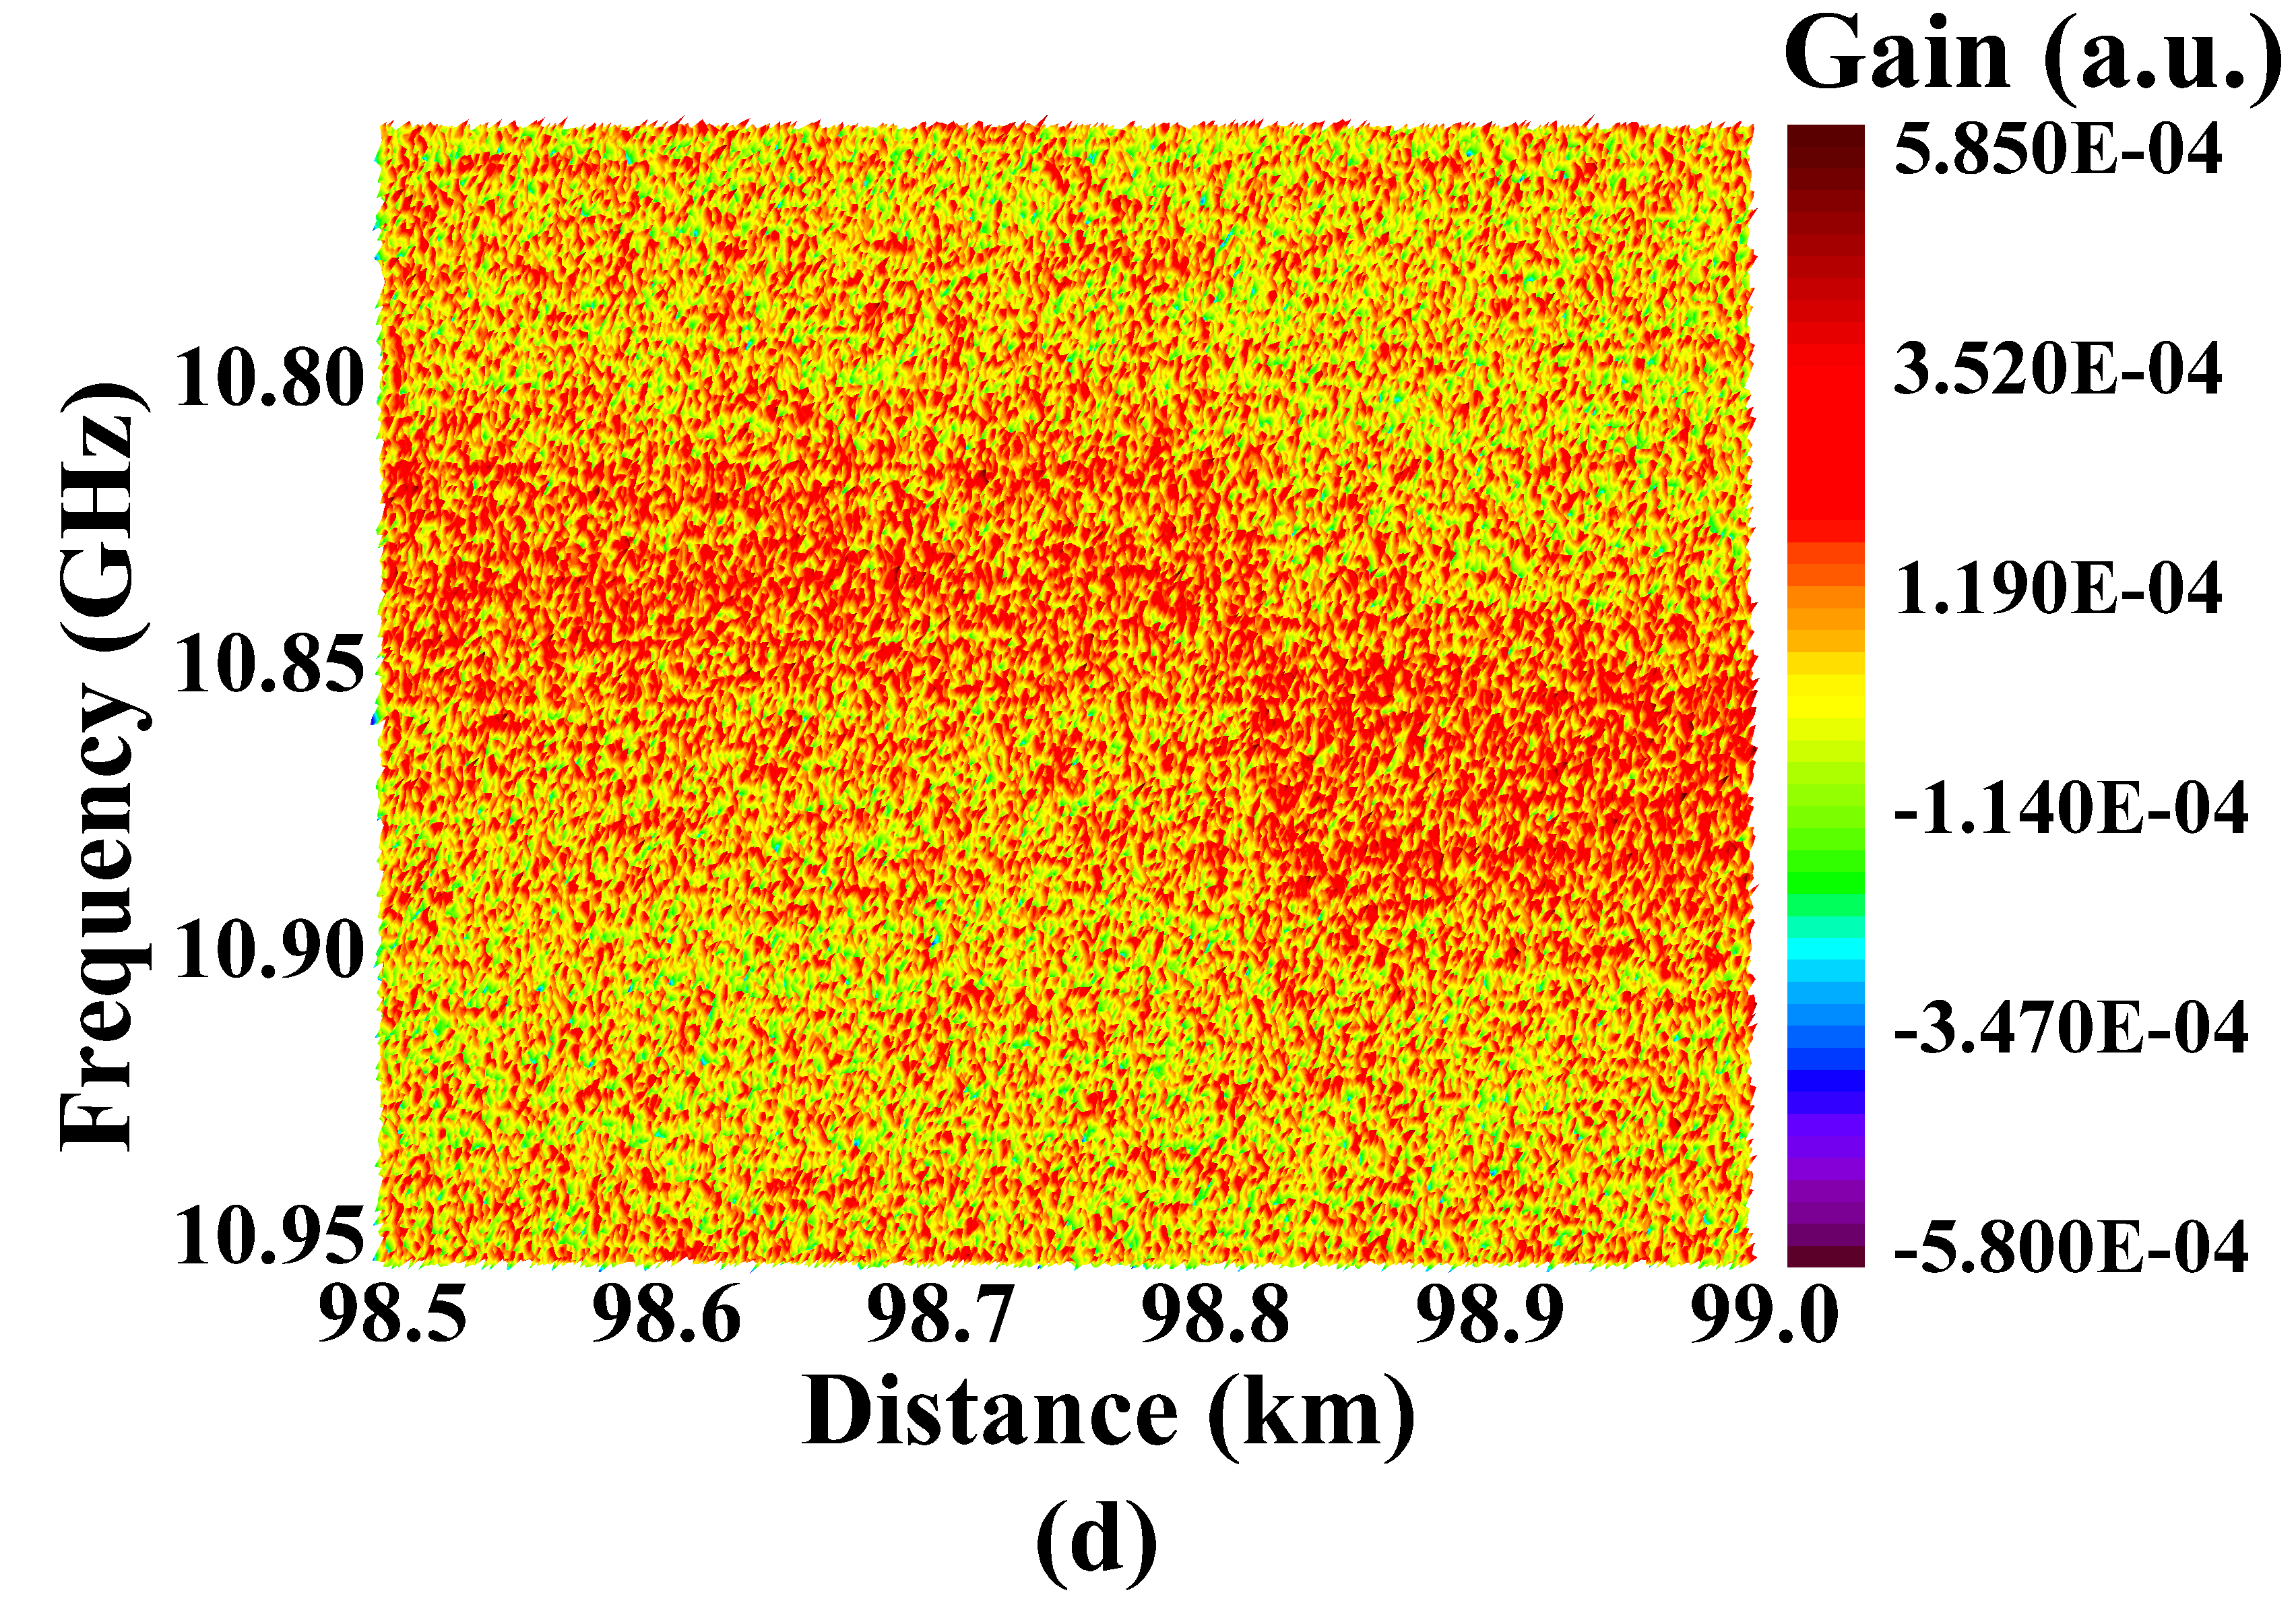 Gain (a.u.)
5.850E-04
3.520E-04
1.190E-04
-1.140E-04
-3.470E-04
-5.800E-04
Frequency (GHz)
10.80
10.85
10.90
10.95
98.5 98.6 98.7 98.8 98.9 99.0
Distance (km)
(d)